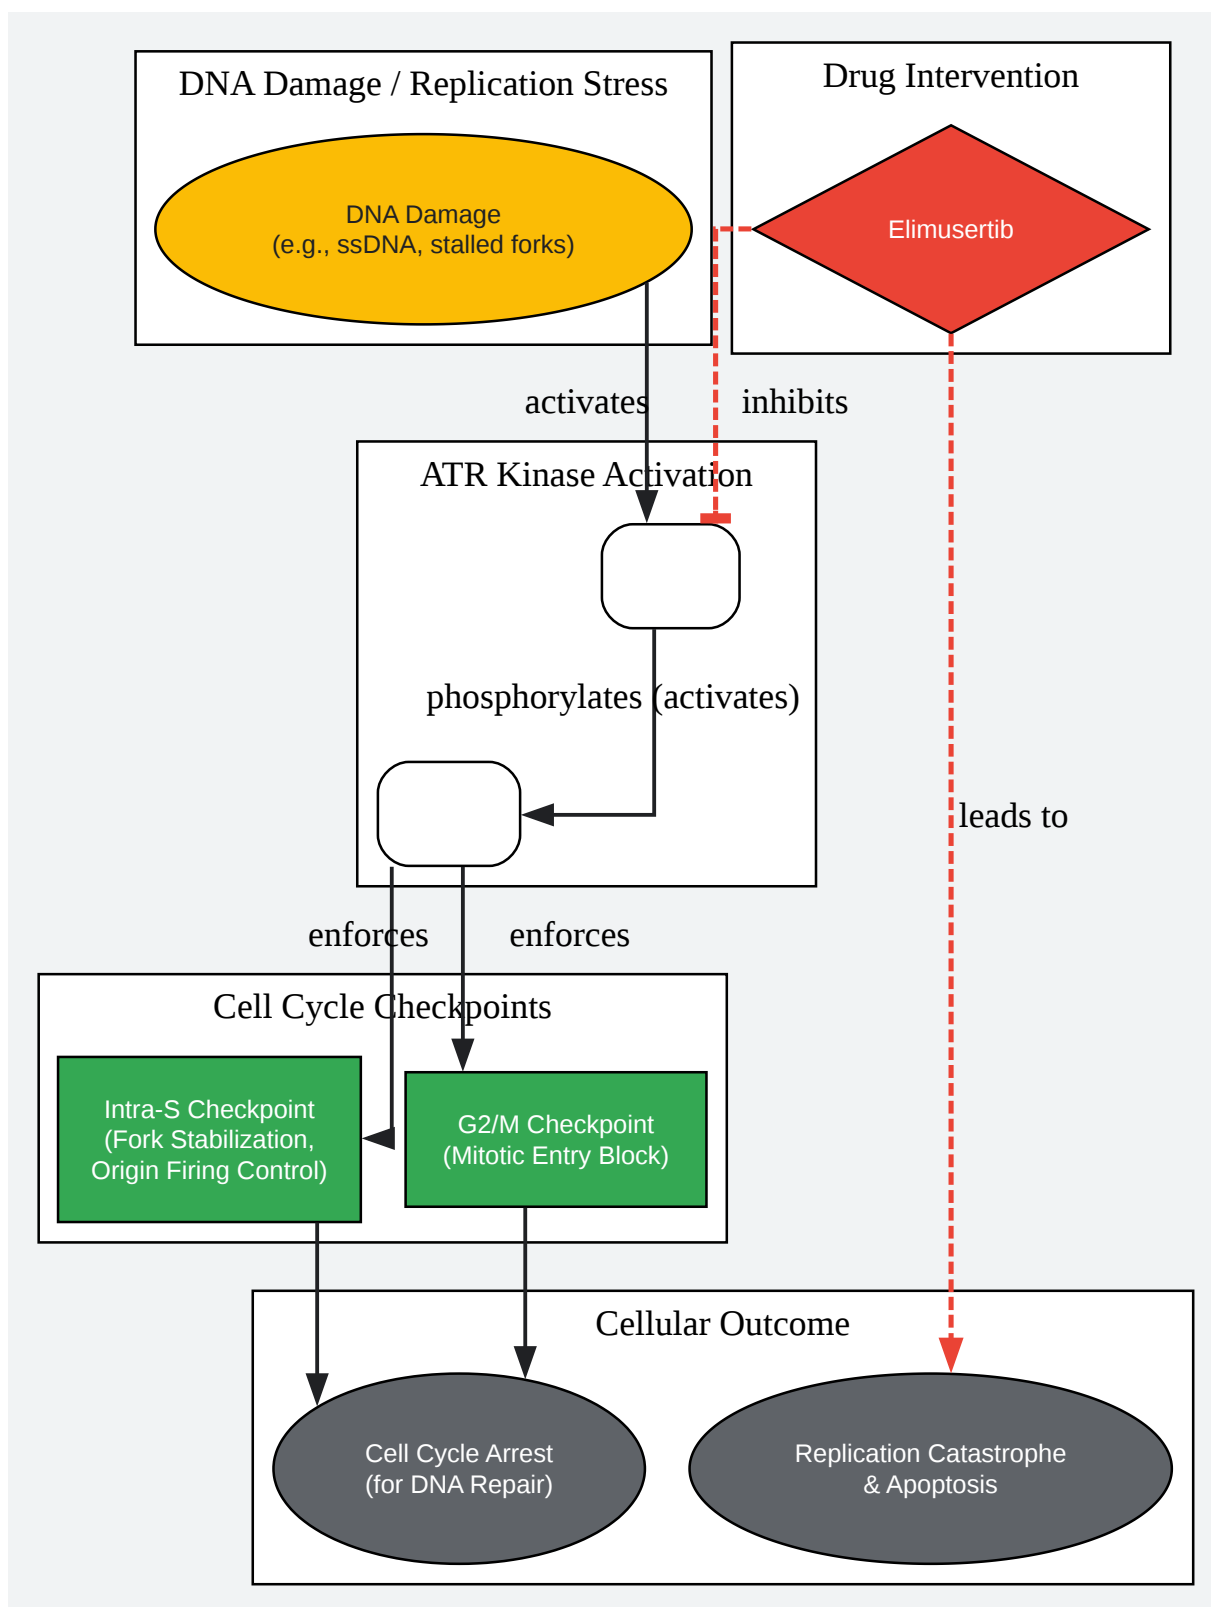 DNA Damage / Replication Stress
DNA Damage
(e.g., ssDNA, stalled forks)
Drug Intervention
Elimusertib
activates
inhibits
ATR Kinase Activation
phosphorylates (activates)
leads to
enforces
enforces
Cell Cycle Checkpoints
Intra-S Checkpoint
(Fork Stabilization,
Origin Firing Control)
G2/M Checkpoint
(Mitotic Entry Block)
Cellular Outcome
Cell Cycle Arrest
(for DNA Repair)
Replication Catastrophe
& Apoptosis